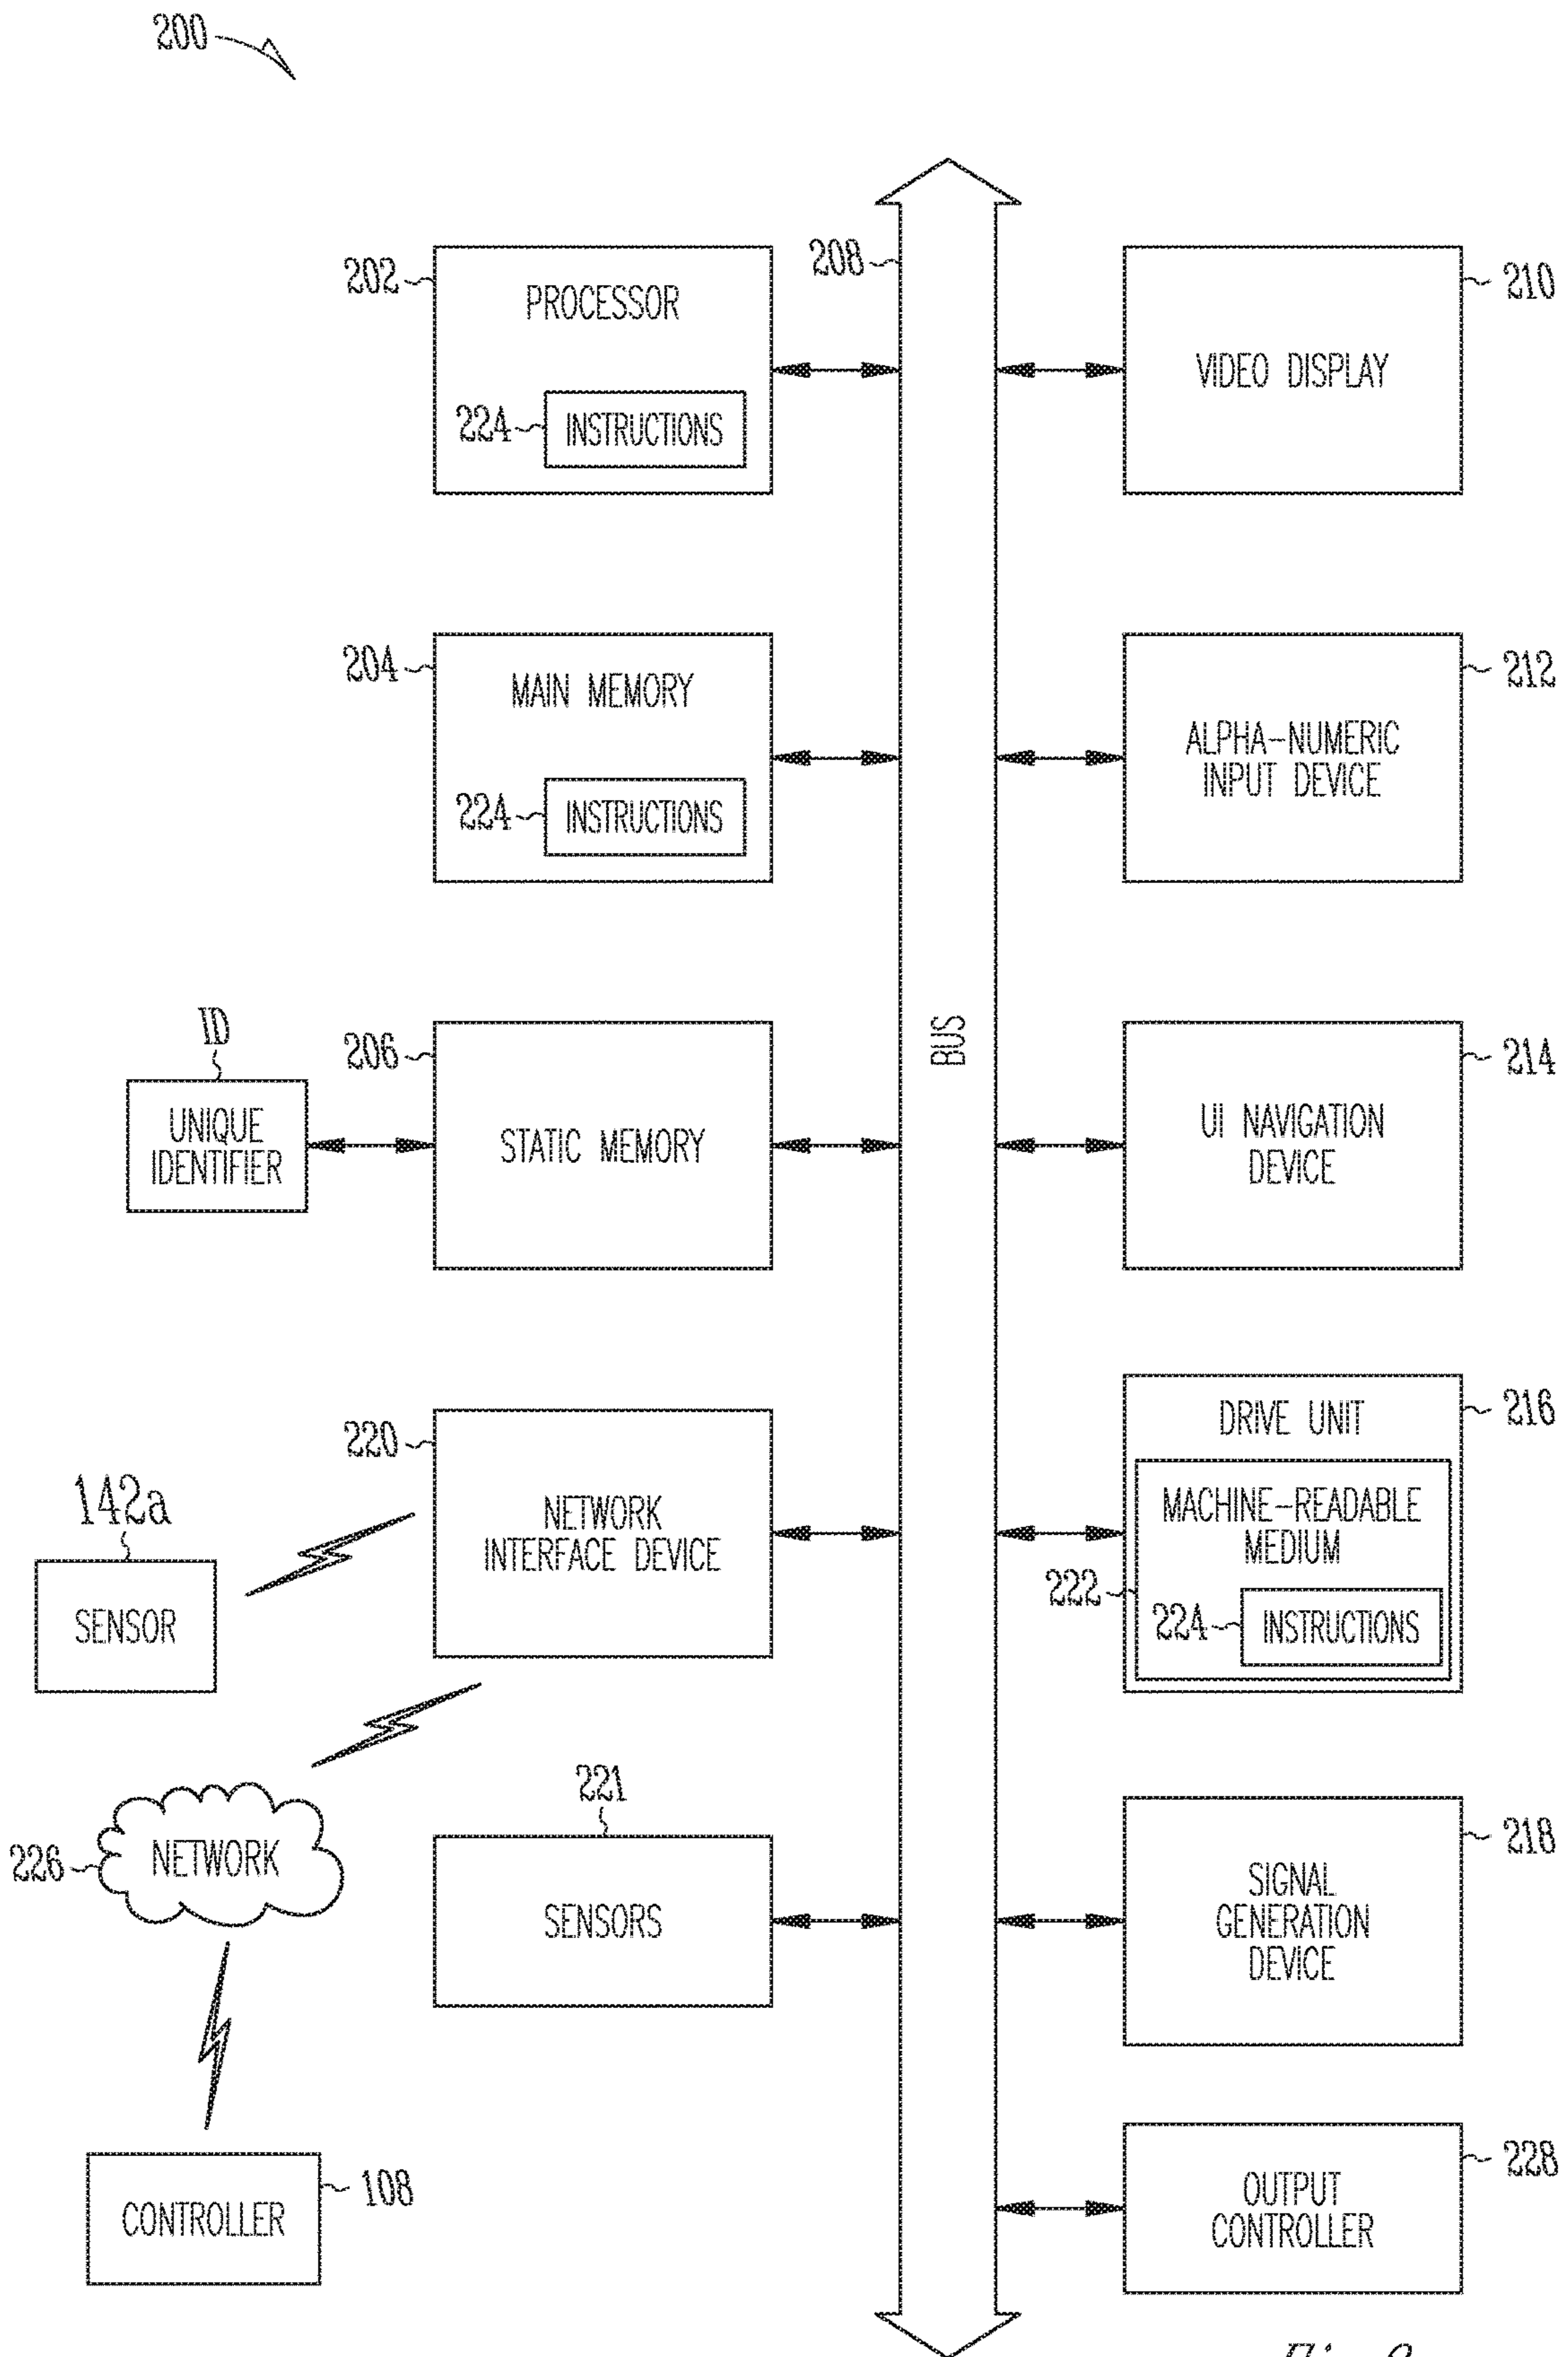 200
202
PROCESSOR
224
INSTRUCTIONS
208
BUS
210
VIDEO DISPLAY
204
MAIN MEMORY
224
INSTRUCTIONS
212
ALPHA-NUMERIC
INPUT DEVICE
ID
UNIQUE
IDENTIFIER
206
STATIC MEMORY
214
UI NAVIGATION
DEVICE
142a
SENSOR
220
NETWORK
INTERFACE DEVICE
216
DRIVE UNIT
MACHINE-READABLE
MEDIUM
222
224
INSTRUCTIONS
226
NETWORK
221
SENSORS
218
SIGNAL
GENERATION
DEVICE
108
CONTROLLER
228
OUTPUT
CONTROLLER